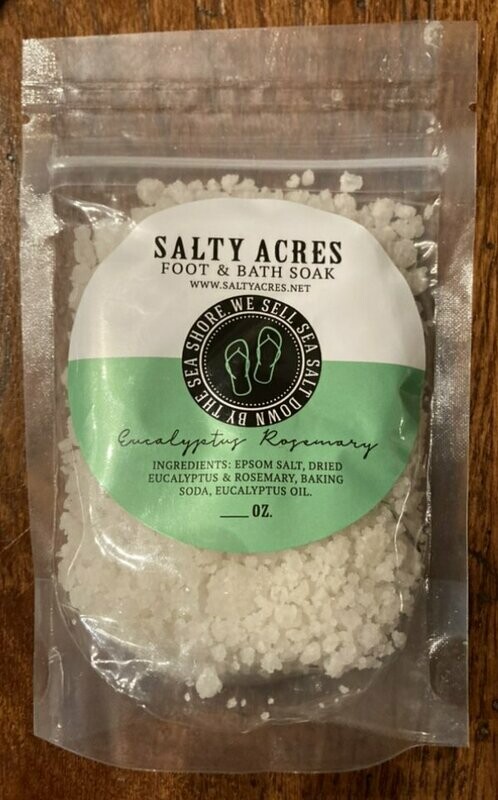 SALTY ACRES
FOOT & BATH SOAK
WWW.SALTYACRES.NET
WE SELL SEA SALT DOWN BY THE SEA SHORE.
Eucalyptus Rosemary
INGREDIENTS: EPSOM SALT, DRIED
EUCALYPTUS & ROSEMARY, BAKING
SODA, EUCALYPTUS OIL.
____ OZ.